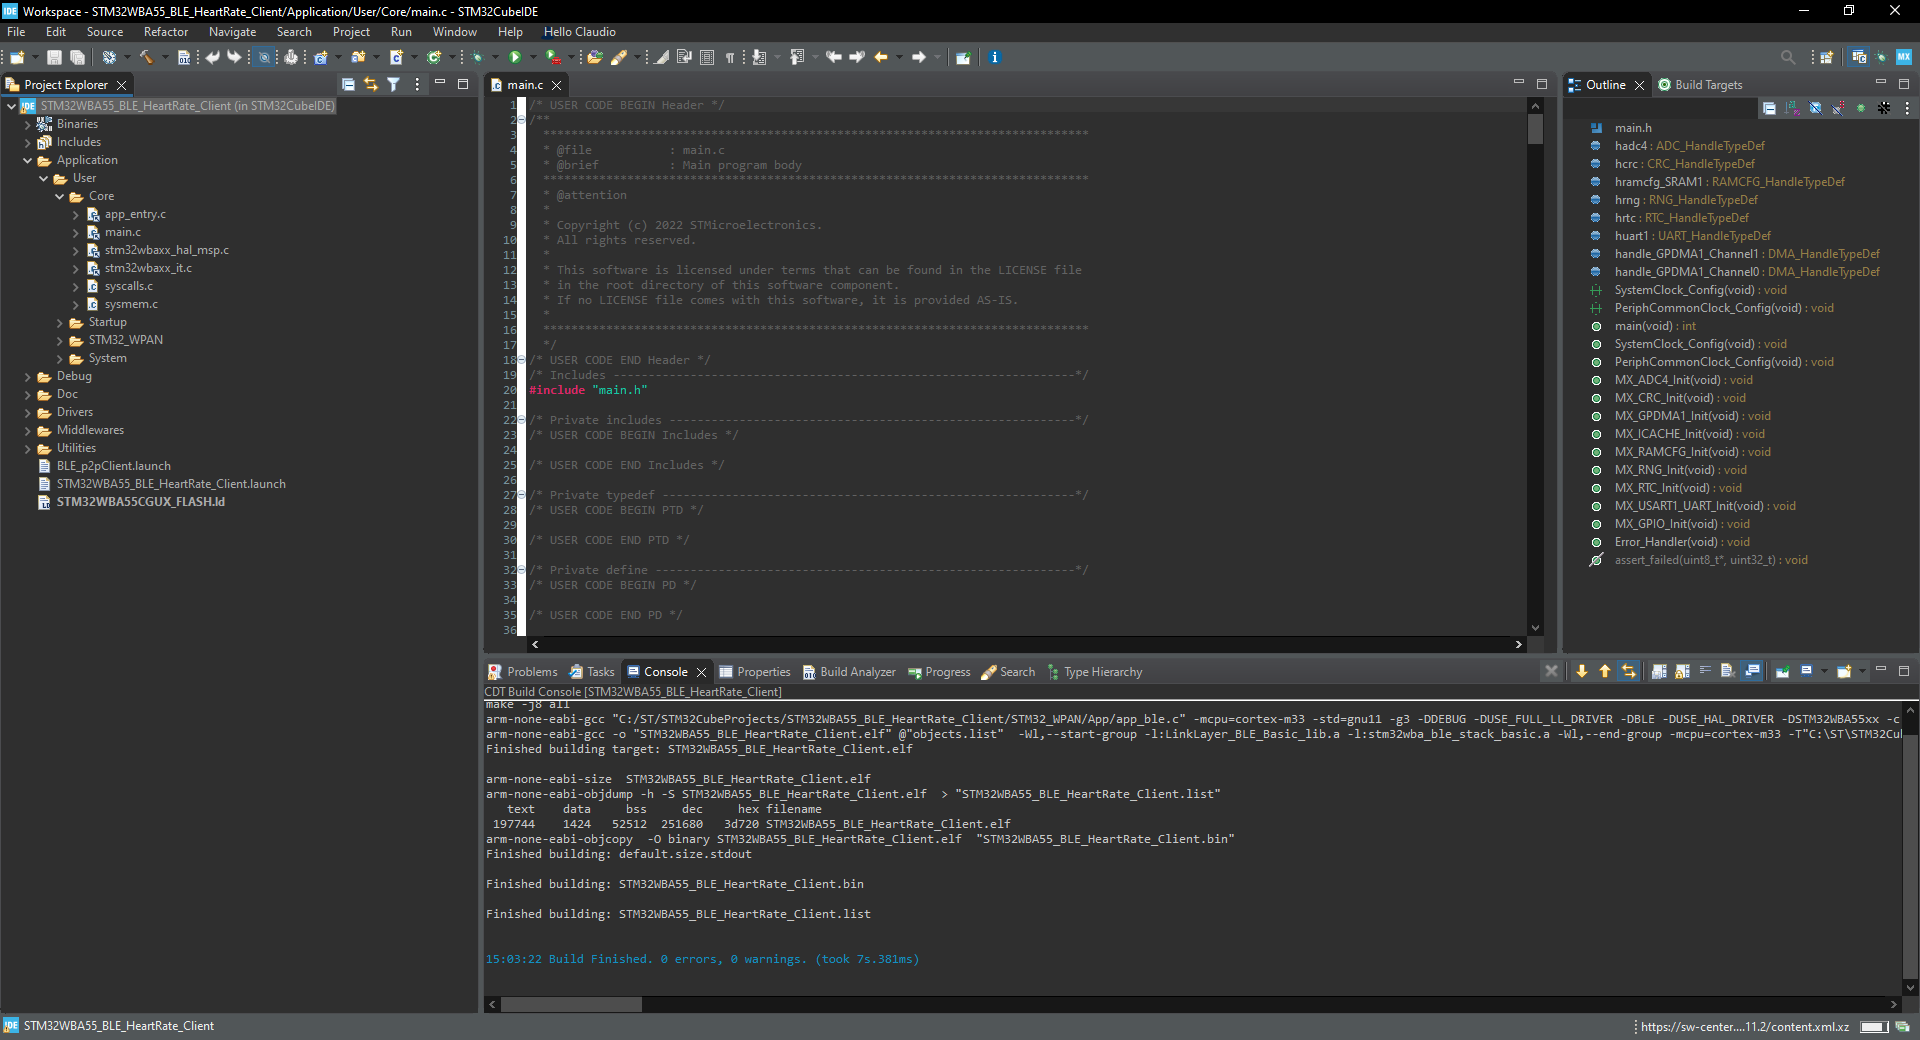 Workspace - STM32WBA55_BLE_HeartRate_Client/Application/User/Core/main.c - STM32CubeIDE
File Edit Source Refactor Navigate Search Project Run Window Help Hello Claudio
Project Explorer
STM32WBA55_BLE_HeartRate_Client (in STM32CubeIDE)
Binaries
Includes
Application
User
Core
app_entry.c
main.c
stm32wbaxx_hal_msp.c
stm32wbaxx_it.c
syscalls.c
sysmem.c
Startup
STM32_WPAN
System
Debug
Doc
Drivers
Middlewares
Utilities
BLE_p2pClient.launch
STM32WBA55_BLE_HeartRate_Client.launch
STM32WBA55CGUX_FLASH.ld
main.c
1 /* USER CODE BEGIN Header */
2 /**
3 ******************************************************************************
4 * @file : main.c
5 * @brief : Main program body
6 ******************************************************************************
7 * @attention
8 *
9 * Copyright (c) 2022 STMicroelectronics.
10 * All rights reserved.
11 *
12 * This software is licensed under terms that can be found in the LICENSE file
13 * in the root directory of this software component.
14 * If no LICENSE file comes with this software, it is provided AS-IS.
15 *
16 ******************************************************************************
17 */
18 /* USER CODE END Header */
19 /* Includes ------------------------------------------------------------------*/
20 #include "main.h"
21
22 /* Private includes ----------------------------------------------------------*/
23 /* USER CODE BEGIN Includes */
24
25 /* USER CODE END Includes */
26
27 /* Private typedef -----------------------------------------------------------*/
28 /* USER CODE BEGIN PTD */
29
30 /* USER CODE END PTD */
31
32 /* Private define ------------------------------------------------------------*/
33 /* USER CODE BEGIN PD */
34
35 /* USER CODE END PD */
36
Outline Build Targets
main.h
hadc4 : ADC_HandleTypeDef
hcrc : CRC_HandleTypeDef
hramcfg_SRAM1 : RAMCFG_HandleTypeDef
hrng : RNG_HandleTypeDef
hrtc : RTC_HandleTypeDef
huart1 : UART_HandleTypeDef
handle_GPDMA1_Channel1 : DMA_HandleTypeDef
handle_GPDMA1_Channel0 : DMA_HandleTypeDef
SystemClock_Config(void) : void
PeriphCommonClock_Config(void) : void
main(void) : int
SystemClock_Config(void) : void
PeriphCommonClock_Config(void) : void
MX_ADC4_Init(void) : void
MX_CRC_Init(void) : void
MX_GPDMA1_Init(void) : void
MX_ICACHE_Init(void) : void
MX_RAMCFG_Init(void) : void
MX_RNG_Init(void) : void
MX_RTC_Init(void) : void
MX_USART1_UART_Init(void) : void
MX_GPIO_Init(void) : void
Error_Handler(void) : void
assert_failed(uint8_t*, uint32_t) : void
Problems Tasks Console Properties Build Analyzer Progress Search Type Hierarchy
CDT Build Console [STM32WBA55_BLE_HeartRate_Client]
make -j8 all
arm-none-eabi-gcc "C:/ST/STM32CubeProjects/STM32WBA55_BLE_HeartRate_Client/STM32_WPAN/App/app_ble.c" -mcpu=cortex-m33 -std=gnu11 -g3 -DDEBUG -DUSE_FULL_LL_DRIVER -DBLE -DUSE_HAL_DRIVER -DSTM32WBA55xx -c
arm-none-eabi-gcc -o "STM32WBA55_BLE_HeartRate_Client.elf" @"objects.list" -Wl,--start-group -l:LinkLayer_BLE_Basic_lib.a -l:stm32wba_ble_stack_basic.a -Wl,--end-group -mcpu=cortex-m33 -T"C:\ST\STM32Cu
Finished building target: STM32WBA55_BLE_HeartRate_Client.elf
arm-none-eabi-size STM32WBA55_BLE_HeartRate_Client.elf
arm-none-eabi-objdump -h -S STM32WBA55_BLE_HeartRate_Client.elf > "STM32WBA55_BLE_HeartRate_Client.list"
text data bss dec hex filename
197744 1424 52512 251680 3d720 STM32WBA55_BLE_HeartRate_Client.elf
arm-none-eabi-objcopy -O binary STM32WBA55_BLE_HeartRate_Client.elf "STM32WBA55_BLE_HeartRate_Client.bin"
Finished building: default.size.stdout
Finished building: STM32WBA55_BLE_HeartRate_Client.bin
Finished building: STM32WBA55_BLE_HeartRate_Client.list
15:03:22 Build Finished. 0 errors, 0 warnings. (took 7s.381ms)
STM32WBA55_BLE_HeartRate_Client
https://sw-center....11.2/content.xml.xz